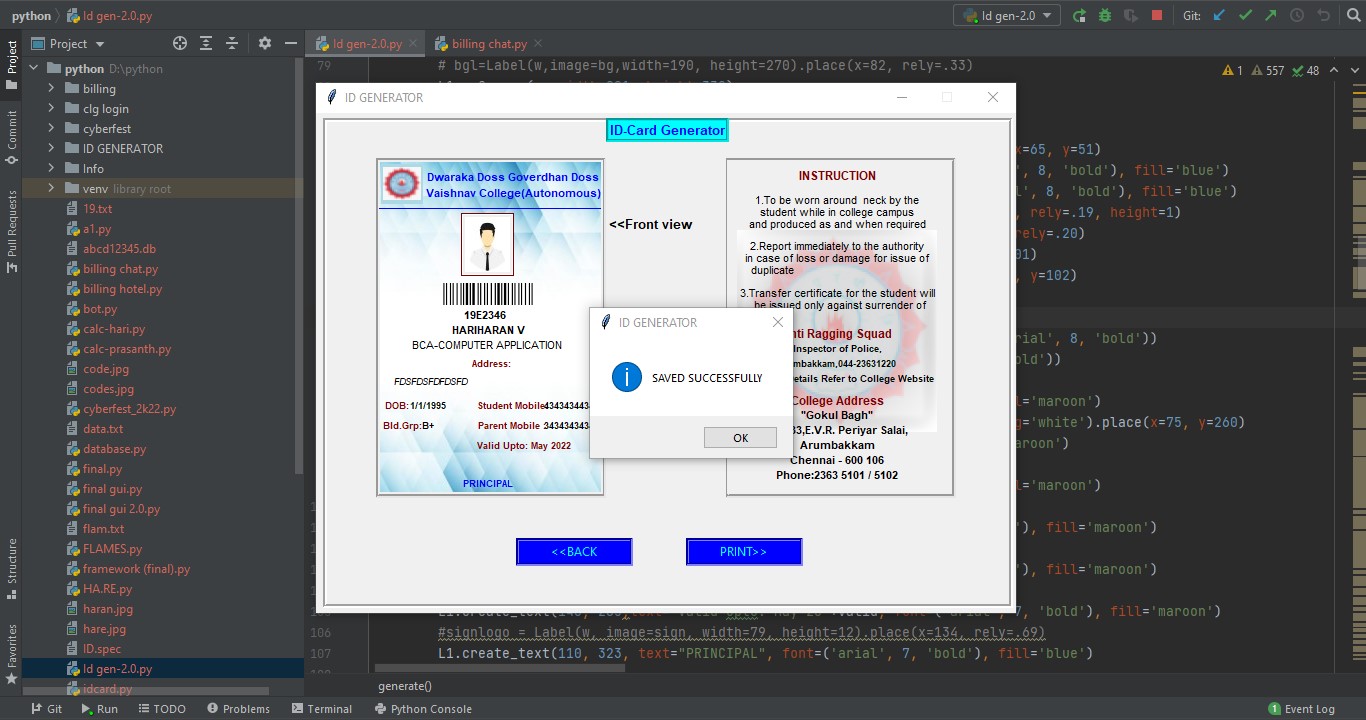 python
Id gen-2.0.py
Id gen-2.0
Git:
Project
Id gen-2.0.py
billing chat.py
79
# bgl=Label(w,image=bg,width=190, height=270).place(x=82, rely=.33)
1
557
48
Project
Commit
Pull Requests
Structure
Favorites
python D:\python
billing
clg login
cyberfest
ID GENERATOR
Info
venv library root
19.txt
a1.py
abcd12345.db
billing chat.py
billing hotel.py
bot.py
calc-hari.py
calc-prasanth.py
code.jpg
codes.jpg
cyberfest_2k22.py
data.txt
database.py
final.py
final gui.py
final gui 2.0.py
flam.txt
FLAMES.py
framework (final).py
HA.RE.py
haran.jpg
hare.jpg
ID.spec
Id gen-2.0.py
idcard.py
ID GENERATOR
ID-Card Generator
Dwaraka Doss Goverdhan Doss
Vaishnav College(Autonomous)
19E2346
HARIHARAN V
BCA-COMPUTER APPLICATION
Address:
FDSFDSFDFDSFD
DOB: 1/1/1995
Student Mobile: 434343443
Bld.Grp: B+
Parent Mobile 343434343
Valid Upto: May 2022
PRINCIPAL
<<Front view
INSTRUCTION
1.To be worn around neck by the
student while in college campus
and produced as and when required
2.Report immediately to the authority
in case of loss or damage for issue of
duplicate
3.Transfer certificate for the student will
be issued only against surrender of
nti Ragging Squad
Inspector of Police,
mbakkam,044-23631220
etails Refer to College Website
College Address
"Gokul Bagh"
33,E.V.R. Periyar Salai,
Arumbakkam
Chennai - 600 106
Phone:2363 5101 / 5102
ID GENERATOR
SAVED SUCCESSFULLY
OK
<<BACK
PRINT>>
x=65, y=51)
, 8, 'bold'), fill='blue')
', 8, 'bold'), fill='blue')
, rely=.19, height=1)
rely=.20)
01)
, y=102)
rial', 8, 'bold'))
old'))
='maroon')
g='white').place(x=75, y=260)
aroon')
='maroon')
), fill='maroon')
), fill='maroon')
, 'bold'), fill='maroon')
106
#signlogo = Label(w, image=sign, width=79, height=12).place(x=134, rely=.69)
107
L1.create_text(110, 323, text="PRINCIPAL", font=('arial', 7, 'bold'), fill='blue')
generate()
Git
Run
TODO
Problems
Terminal
Python Console
1
Event Log